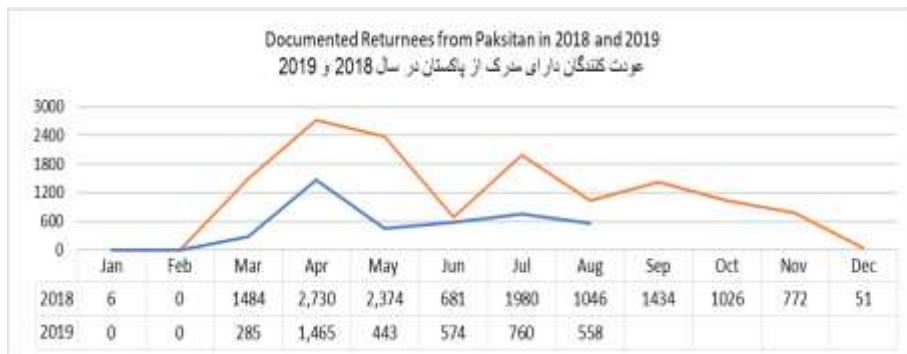 Documented Returnees from Paksitan in 2018 and 2019
عودت کنندگان دارای مدرک از پاکستان در سال 2018 و 2019
3000
2400
1800
1200
600
0
Jan Feb Mar Apr May Jun Jul Aug Sep Oct Nov Dec
2018 6 0 1484 2,730 2,374 681 1980 1046 1434 1026 772 51
2019 0 0 285 1,465 443 574 760 558